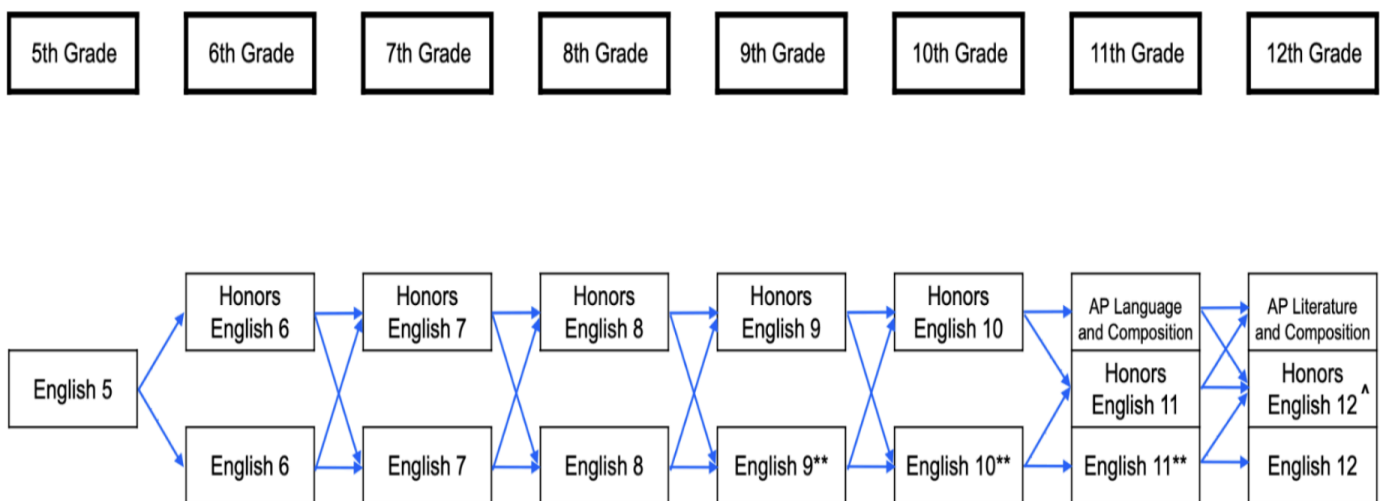 5th Grade
6th Grade
7th Grade
8th Grade
9th Grade
10th Grade
11th Grade
12th Grade
Honors
English 6
Honors
English 7
Honors
English 8
Honors
English 9
Honors
English 10
AP Language
and Composition
AP Literature
and Composition
English 5
Honors
English 11
Honors
English 12^
English 6
English 7
English 8
English 9**
English 10**
English 11**
English 12